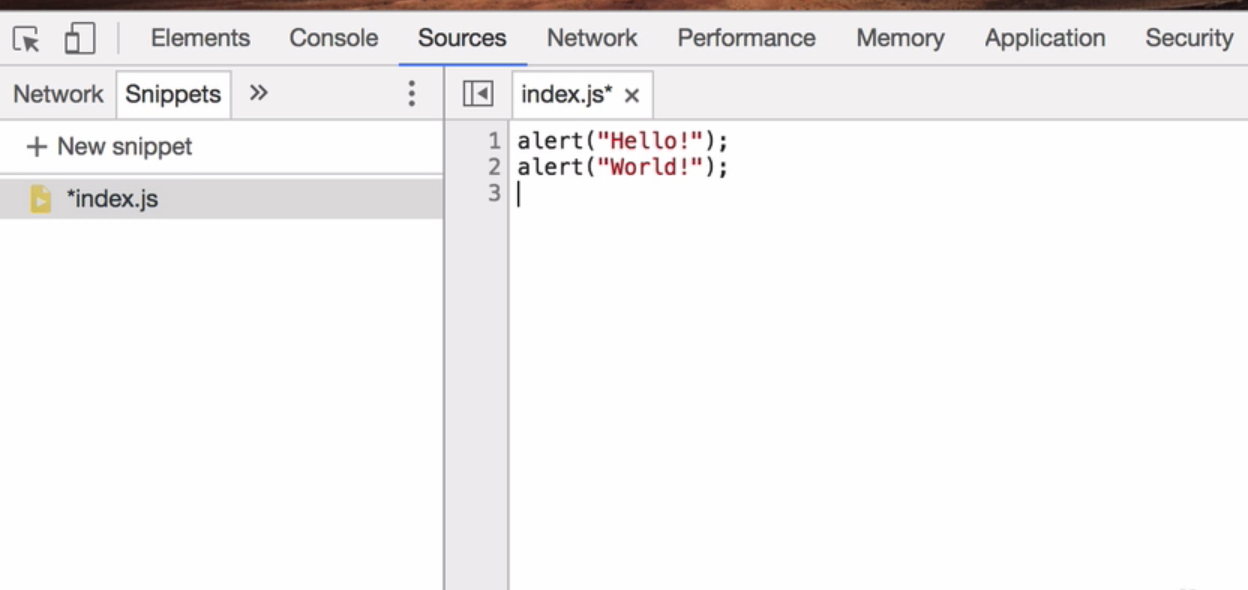 Elements Console Sources Network Performance Memory Application Security
Network Snippets »
index.js* ×
+ New snippet
*index.js
1 alert("Hello!");
2 alert("World!");
3